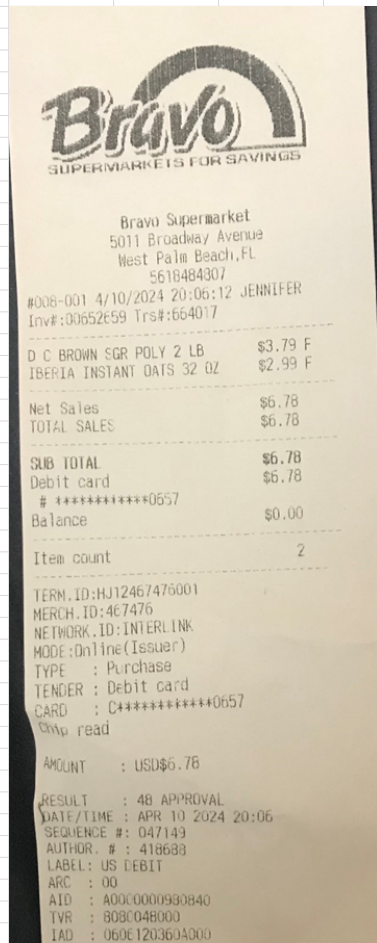 Bravo
SUPERMARKETS FOR SAVINGS
Bravo Supermarket
5011 Broadway Avenue
West Palm Beach,FL
5618484307
#008-001 4/10/2024 20:06:12 JENNIFER
Inv#:00652659 Trs#:664017
D C BROWN SGR POLY 2 LB $3.79 F
IBERIA INSTANT OATS 32 OZ $2.99 F
Net Sales $6.78
TOTAL SALES $6.78
SUB TOTAL $6.78
Debit card $6.78
# ************0657
Balance $0.00
Item count 2
TERM.ID:HJ12467476001
MERCH.ID:467476
NETWORK.ID:INTERLINK
MODE:Online(Issuer)
TYPE : Purchase
TENDER : Debit card
CARD : C************0657
Chip read
AMOUNT : USD$6.78
RESULT : 48 APPROVAL
DATE/TIME : APR 10 2024 20:06
SEQUENCE #: 047149
AUTHOR. # : 418688
LABEL: US DEBIT
ARC : 00
AID : A0000000980840
TVR : 8080048000
IAD : 060E120360A000